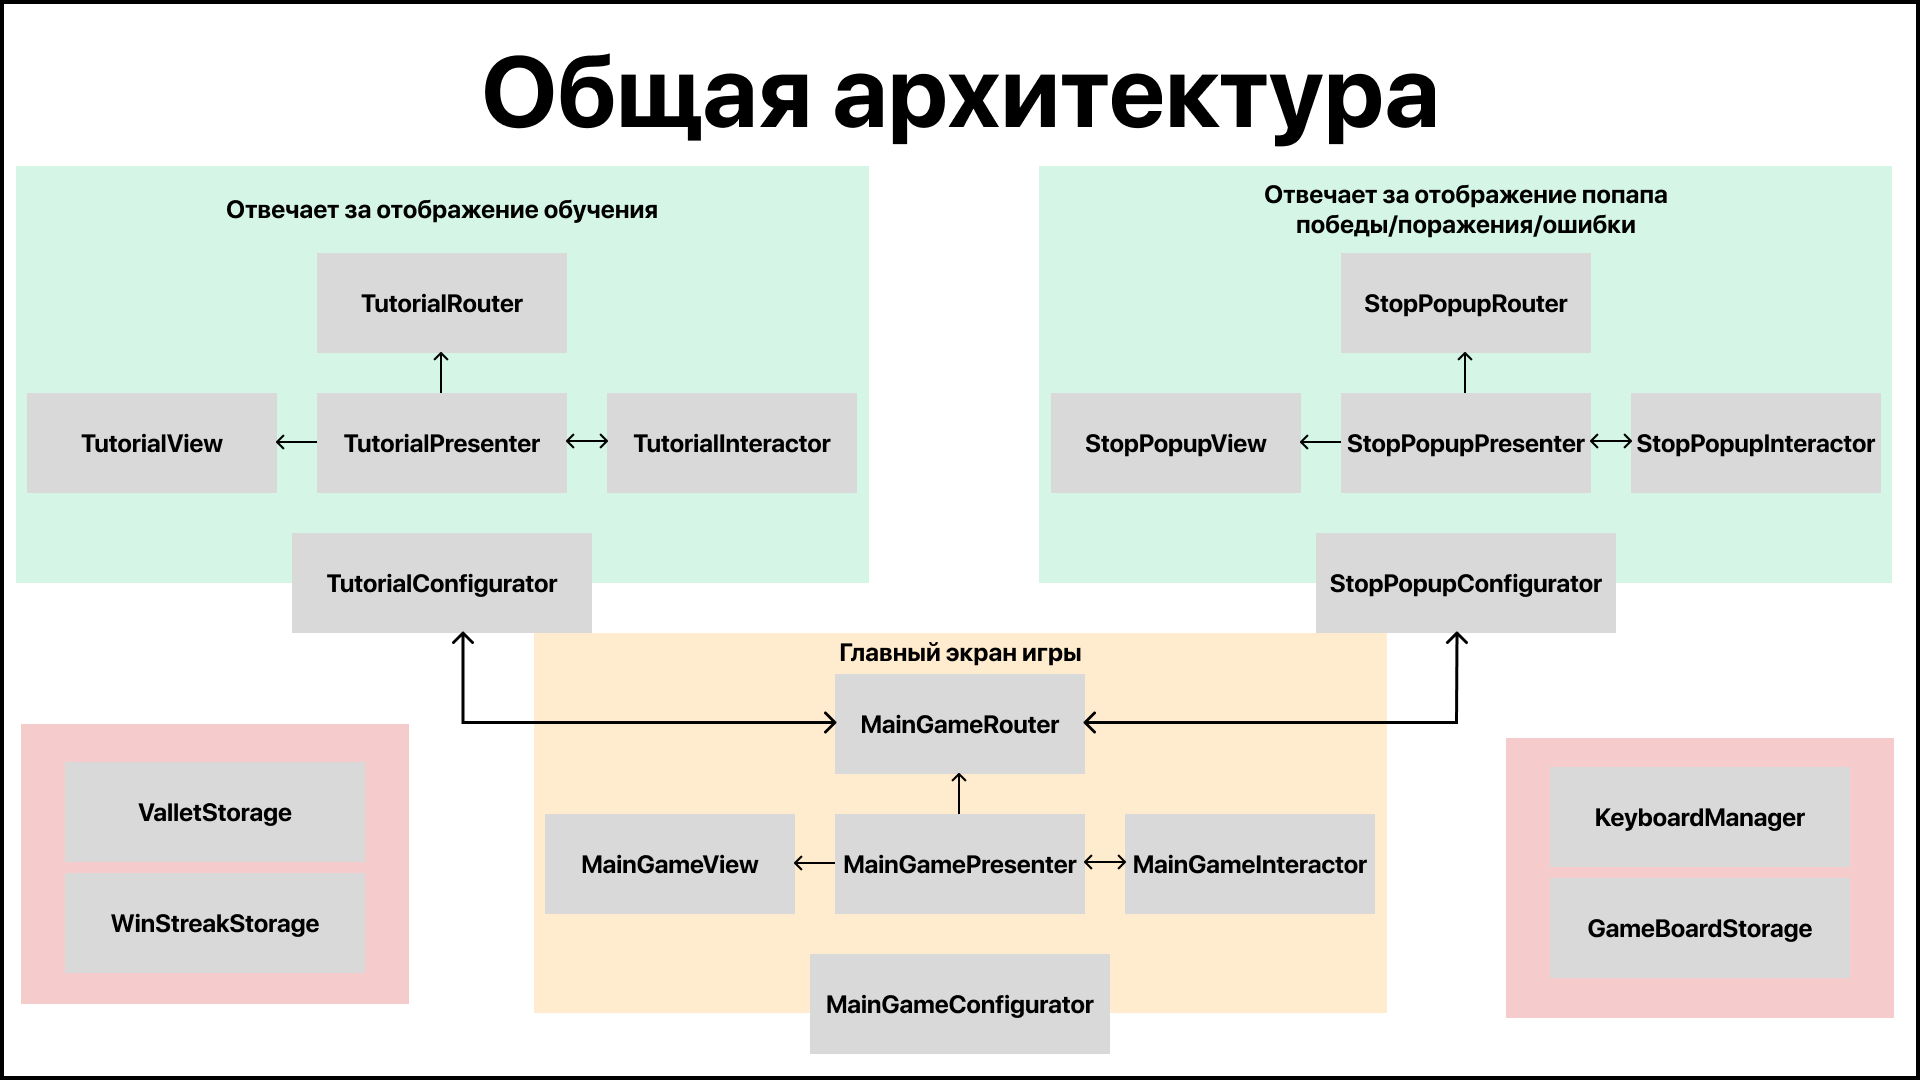 Общая архитектура
Отвечает за отображение обучения
TutorialRouter
TutorialView
TutorialPresenter
TutorialInteractor
TutorialConfigurator
Отвечает за отображение попапа
победы/поражения/ошибки
StopPopupRouter
StopPopupView
StopPopupPresenter
StopPopupInteractor
StopPopupConfigurator
Главный экран игры
MainGameRouter
MainGameView
MainGamePresenter
MainGameInteractor
MainGameConfigurator
ValletStorage
WinStreakStorage
KeyboardManager
GameBoardStorage